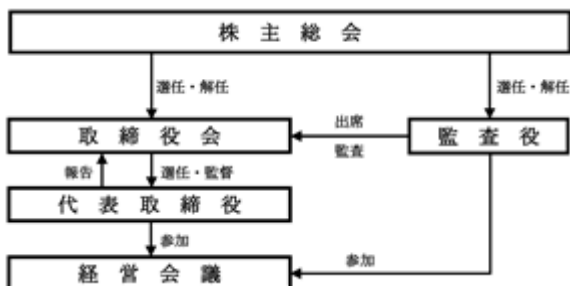 株主総会
選任・解任
選任・解任
取締役会
出席
監査
監査役
報告
選任・監督
代表取締役
参加
経営会議
参加